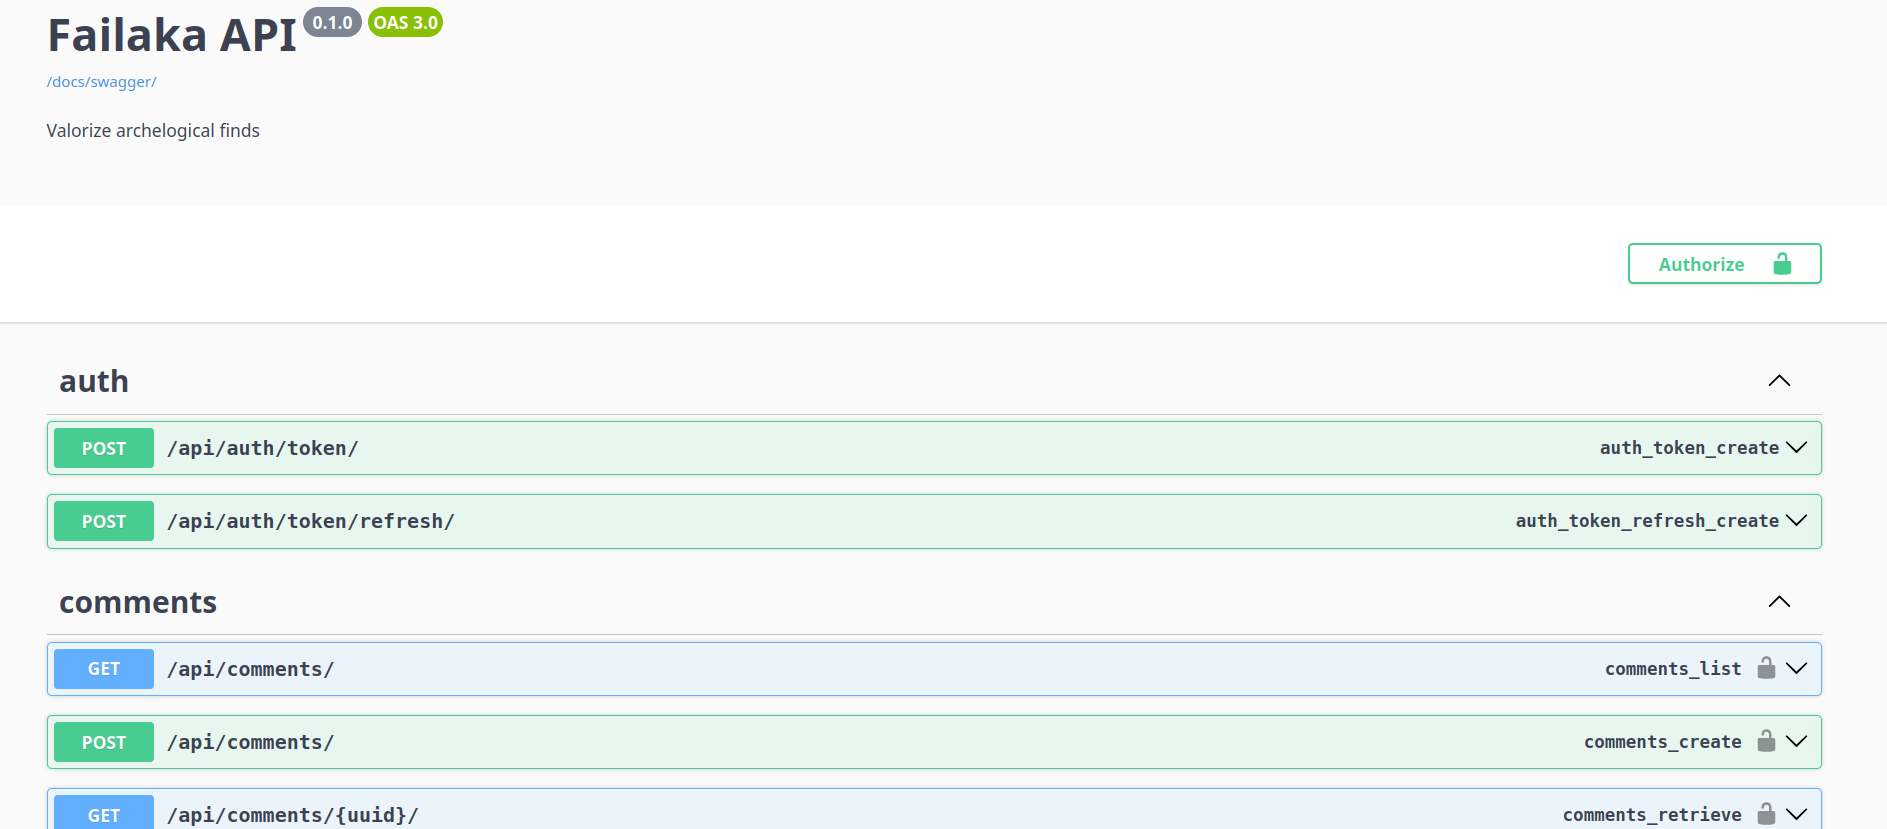 Failaka API 0.1.0 OAS 3.0
/docs/swagger/
Valorize archelogical finds
Authorize
auth
POST /api/auth/token/ auth_token_create
POST /api/auth/token/refresh/ auth_token_refresh_create
comments
GET /api/comments/ comments_list
POST /api/comments/ comments_create
GET /api/comments/{uuid}/ comments_retrieve